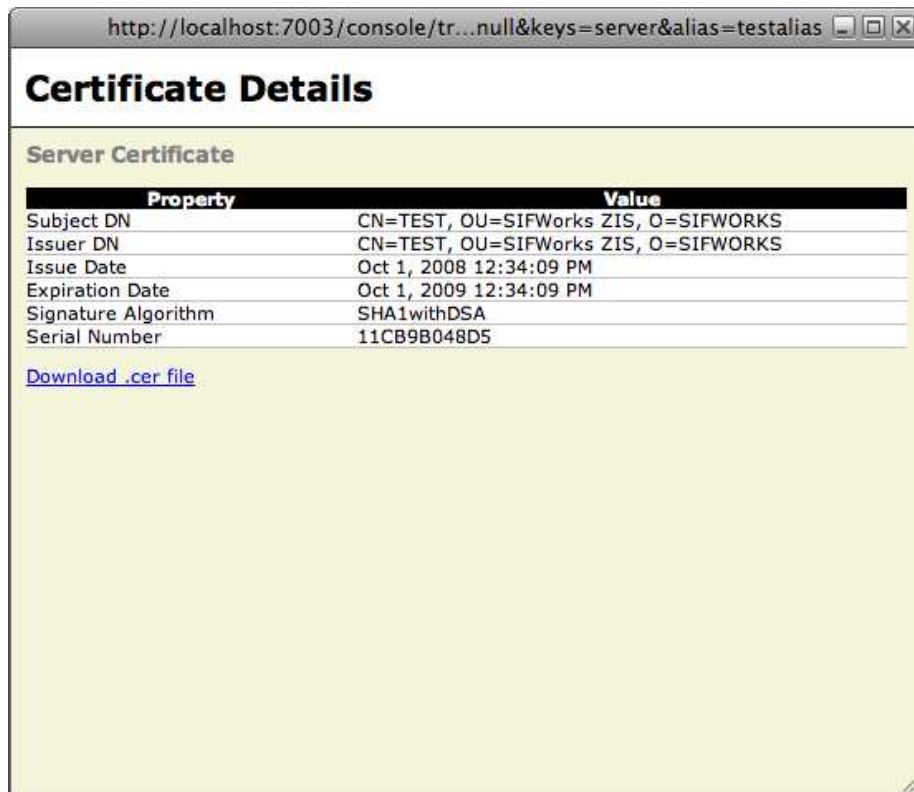 http://localhost:7003/console/tr...null&keys=server&alias=testalias
Certificate Details
Server Certificate
Property Value
Subject DN CN=TEST, OU=SIFWorks ZIS, O=SIFWORKS
Issuer DN CN=TEST, OU=SIFWorks ZIS, O=SIFWORKS
Issue Date Oct 1, 2008 12:34:09 PM
Expiration Date Oct 1, 2009 12:34:09 PM
Signature Algorithm SHA1withDSA
Serial Number 11CB9B048D5
Download .cer file